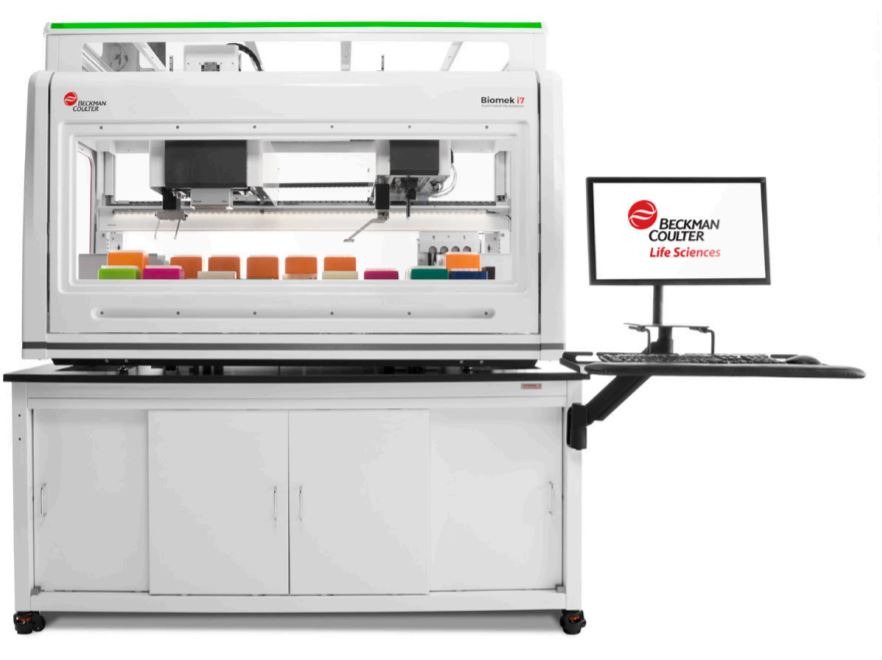 BECKMAN
COULTER
Biomek i7
BECKMAN
COULTER
Life Sciences